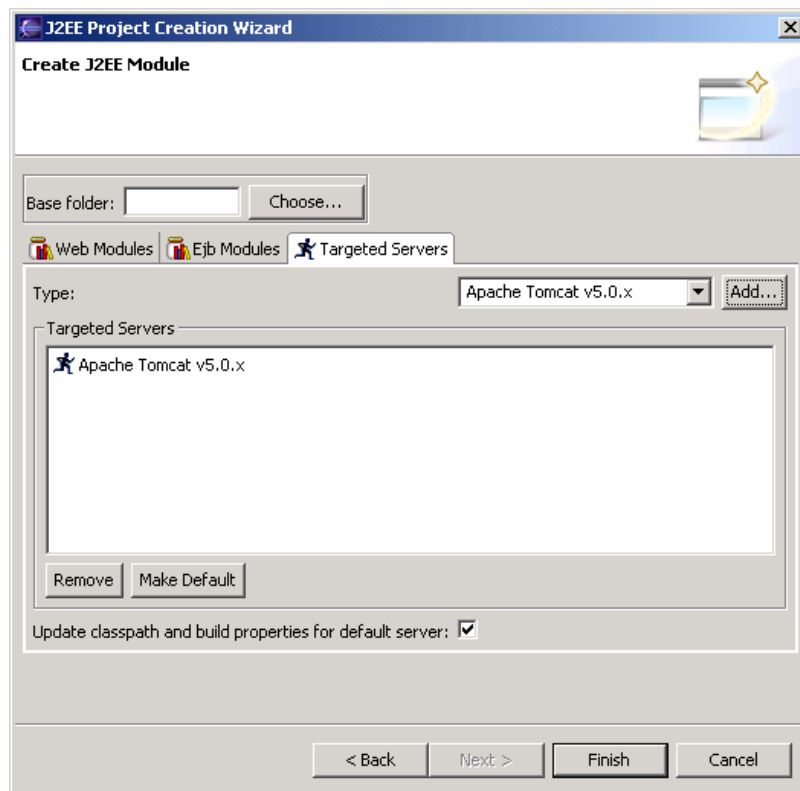 J2EE Project Creation Wizard
Create J2EE Module
Base folder: Choose...
Web Modules Ejb Modules Targeted Servers
Type: Apache Tomcat v5.0.x Add...
Targeted Servers
Apache Tomcat v5.0.x
Remove Make Default
Update classpath and build properties for default server:
< Back Next > Finish Cancel